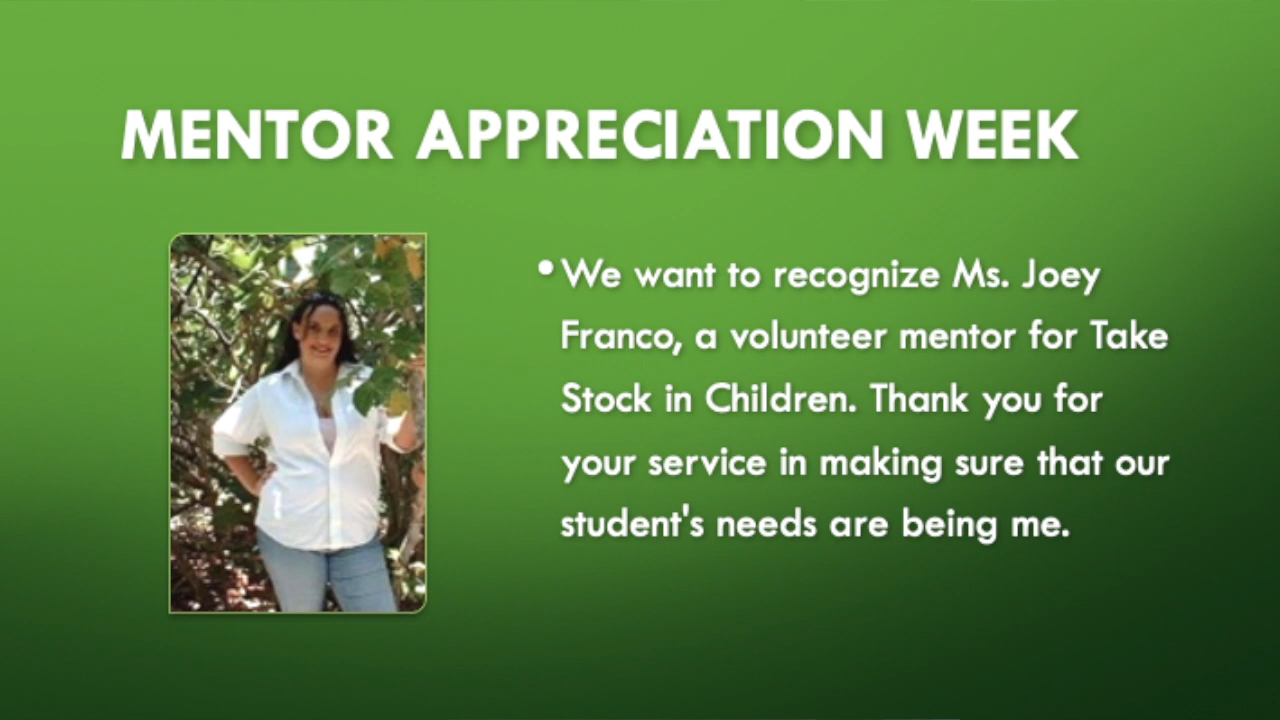 MENTOR APPRECIATION WEEK
•We want to recognize Ms. Joey
Franco, a volunteer mentor for Take
Stock in Children. Thank you for
your service in making sure that our
student's needs are being me.